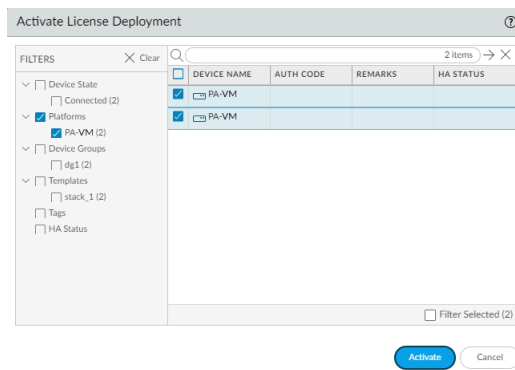 Activate License Deployment
FILTERS
Clear
Device State
Connected (2)
Platforms
PA-VM (2)
Device Groups
dg1 (2)
Templates
stack_1 (2)
Tags
HA Status
2 items
DEVICE NAME AUTH CODE REMARKS HA STATUS
PA-VM
PA-VM
Filter Selected (2)
Activate Cancel